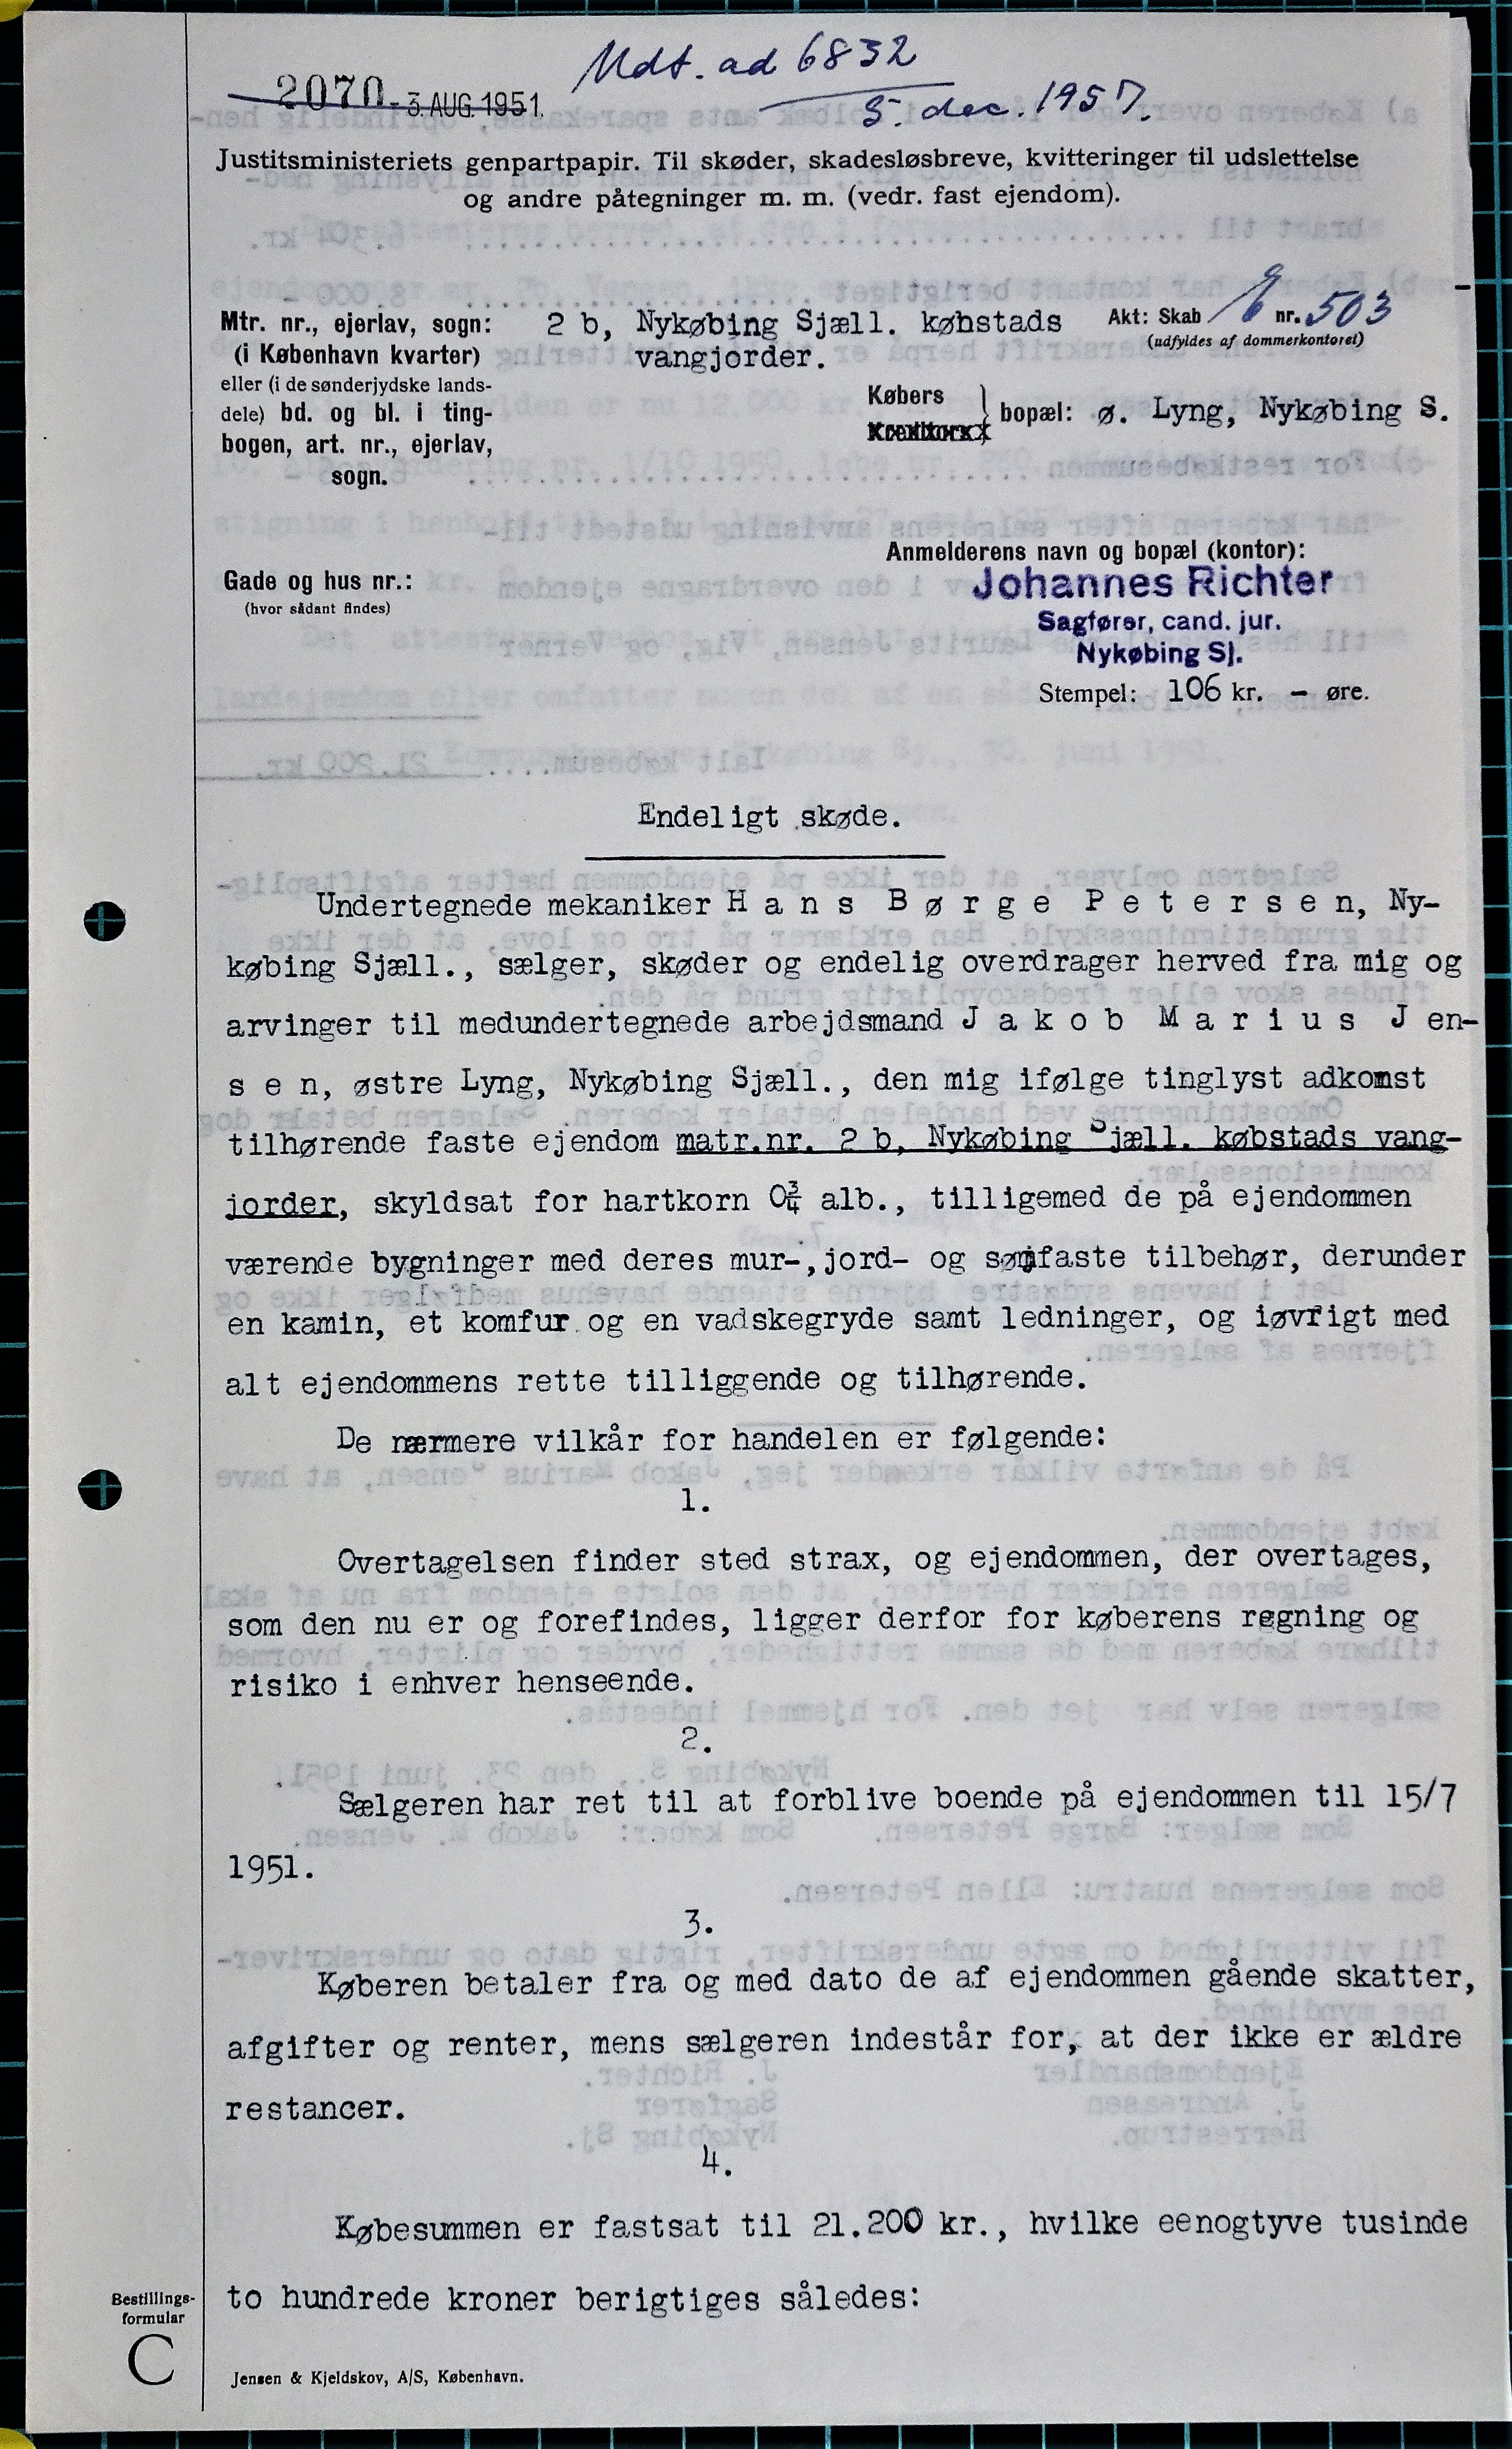 Udt. ad 6832
2070 - 3. AUG. 1951.
5. dec. 1957.
Justitsministeriets genpartpapir. Til skøder, skadesløsbreve, kvitteringer til udslettelse
og andre påtegninger m. m. (vedr. fast ejendom).
Mtr. nr., ejerlav, sogn: 2 b, Nykøbing Sjæll. købstads
(i København kvarter) vangjorder.
eller (i de sønderjydske lands-
dele) bd. og bl. i ting-
bogen, art. nr., ejerlav,
sogn.
Akt: Skab nr. 503
(udfyldes af dommerkontoret)
Købers
Kreditors
bopæl: ø. Lyng, Nykøbing S.
Gade og hus nr.:
(hvor sådant findes)
Anmelderens navn og bopæl (kontor):
Johannes Richter
Sagfører, cand. jur.
Nykøbing Sj.
Stempel: 106 kr. - øre.
Endeligt skøde.
Undertegnede mekaniker H a n s B ø r g e P e t e r s e n, Ny-
købing Sjæll., sælger, skøder og endelig overdrager herved fra mig og
arvinger til medundertegnede arbejdsmand J a k o b M a r i u s J en-
s e n, østre Lyng, Nykøbing Sjæll., den mig ifølge tinglyst adkomst
tilhørende faste ejendom matr.nr. 2 b, Nykøbing Sjæll. købstads vang-
jorder, skyldsat for hartkorn 0¾ alb., tilligemed de på ejendommen
værende bygninger med deres mur-, jord- og sømfaste tilbehør, derunder
en kamin, et komfur og en vadskegryde samt ledninger, og iøvrigt med
alt ejendommens rette tilliggende og tilhørende.
De nærmere vilkår for handelen er følgende:
1.
Overtagelsen finder sted strax, og ejendommen, der overtages,
som den nu er og forefindes, ligger derfor for køberens regning og
risiko i enhver henseende.
2.
Sælgeren har ret til at forblive boende på ejendommen til 15/7
1951.
3.
Køberen betaler fra og med dato de af ejendommen gående skatter,
afgifter og renter, mens sælgeren indestår for, at der ikke er ældre
restancer.
4.
Købesummen er fastsat til 21.200 kr., hvilke eenogtyve tusinde
to hundrede kroner berigtiges således:
Bestillings-
formular
C
Jensen & Kjeldskov, A/S, København.